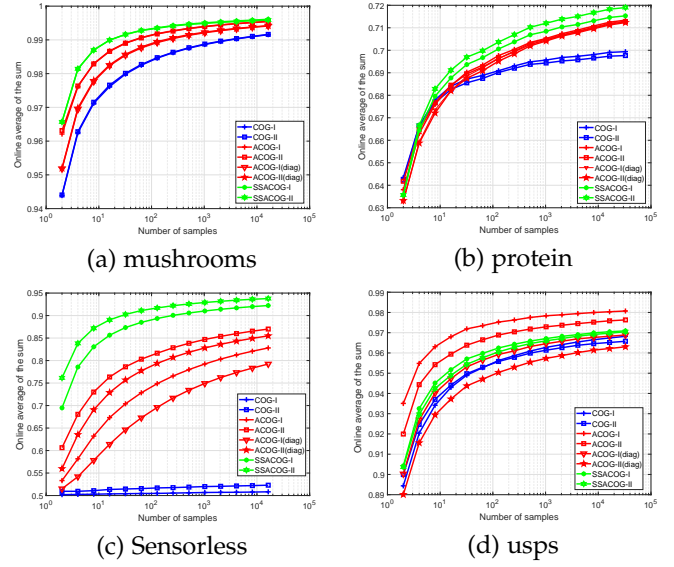 Online average of the sum
1
0.99
0.98
0.97
0.96
0.95
0.94
10^0
10^1
10^2
10^3
10^4
10^5
Number of samples
COG-I
COG-II
ACOG-I
ACOG-II
ACOG-I(diag)
ACOG-II(diag)
SSACOG-I
SSACOG-II
(a) mushrooms
Online average of the sum
0.72
0.71
0.7
0.69
0.68
0.67
0.66
0.65
0.64
0.63
10^0
10^1
10^2
10^3
10^4
10^5
Number of samples
COG-I
COG-II
ACOG-I
ACOG-II
ACOG-I(diag)
ACOG-II(diag)
SSACOG-I
SSACOG-II
(b) protein
Online average of the sum
0.95
0.9
0.85
0.8
0.75
0.7
0.65
0.6
0.55
0.5
10^0
10^1
10^2
10^3
10^4
10^5
Number of samples
COG-I
COG-II
ACOG-I
ACOG-II
ACOG-I(diag)
ACOG-II(diag)
SSACOG-I
SSACOG-II
(c) Sensorless
Online average of the sum
0.99
0.98
0.97
0.96
0.95
0.94
0.93
0.92
0.91
0.9
0.89
10^0
10^1
10^2
10^3
10^4
10^5
Number of samples
COG-I
COG-II
ACOG-I
ACOG-II
ACOG-I(diag)
ACOG-II(diag)
SSACOG-I
SSACOG-II
(d) usps